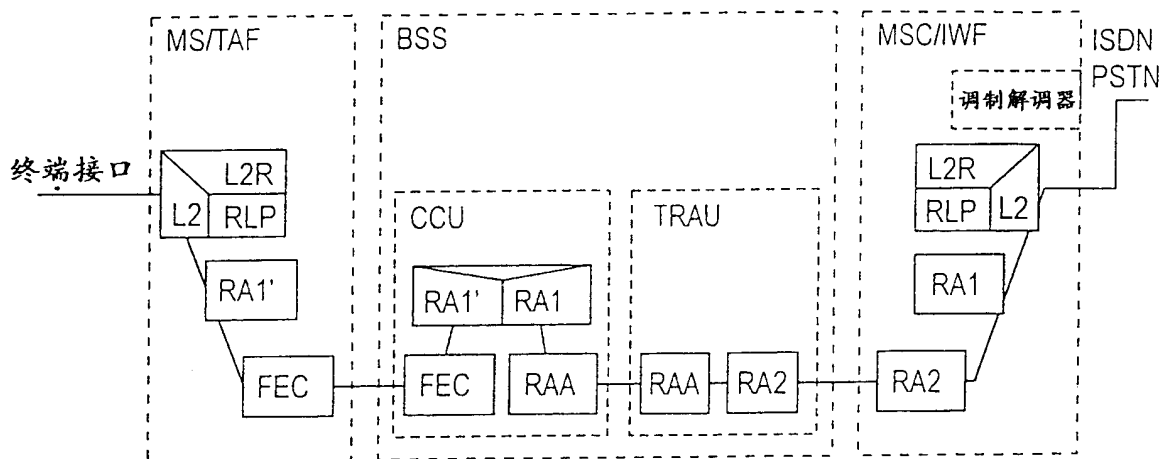 MS/TAF
BSS
MSC/IWF
ISDN
PSTN
调制解调器
终端接口
L2R
L2
RLP
RA1'
FEC
CCU
RA1'
RA1
FEC
RAA
TRAU
RAA
RA2
L2R
RLP
L2
RA1
RA2